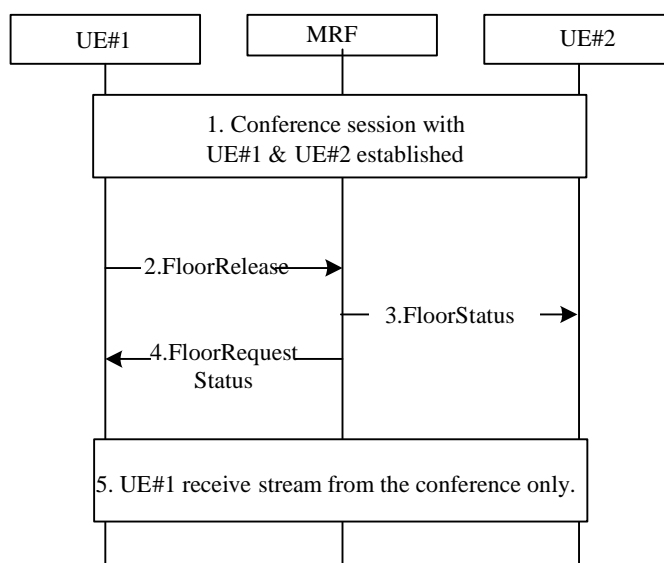 UE#1
MRF
UE#2
1. Conference session with
UE#1 & UE#2 established
2.FloorRelease
3.FloorStatus
4.FloorRequest
Status
5. UE#1 receive stream from the conference only.